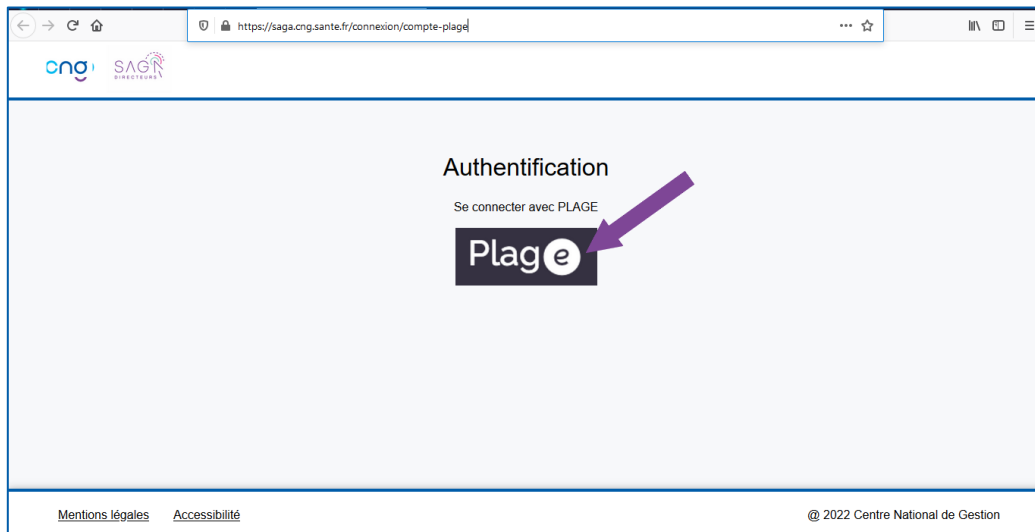 https://saga.cng.sante.fr/connexion/compte-plage
cng SAGA
DIRECTEURS
Authentification
Se connecter avec PLAGE
Plage
Mentions légales Accessibilité @ 2022 Centre National de Gestion